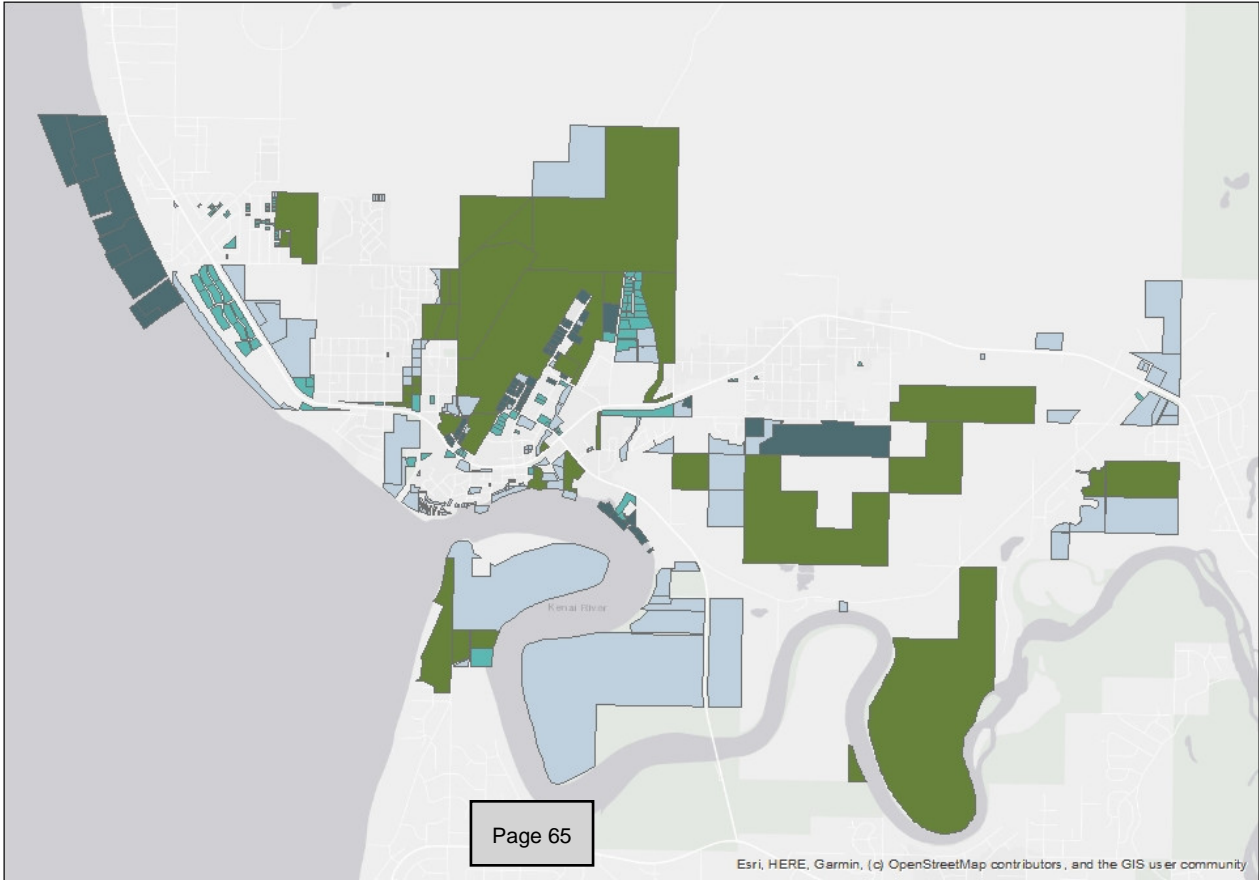 Kenai River
Page 65
Esri, HERE, Garmin, (c) OpenStreetMap contributors, and the GIS user community